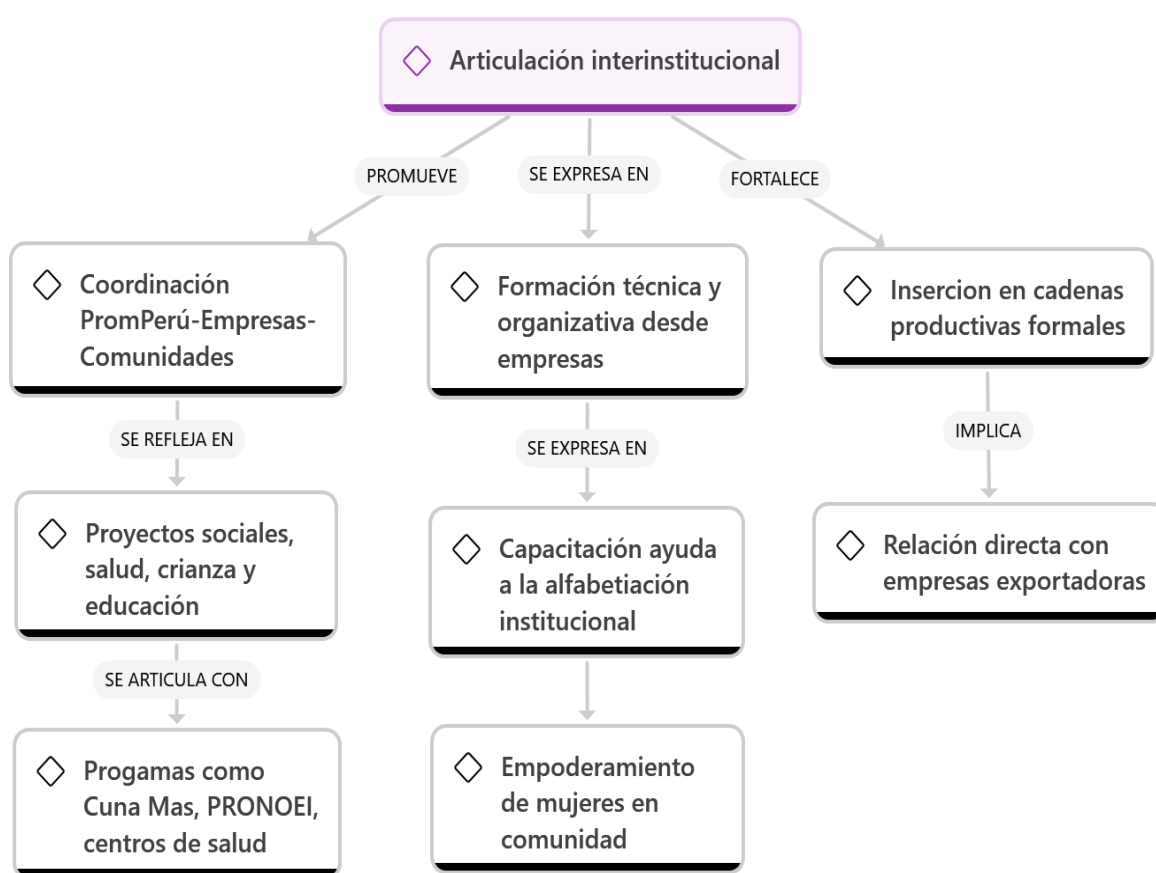 Articulación interinstitucional
PROMUEVE
SE EXPRESA EN
FORTALECE
Coordinación
PromPerú-Empresas-
Comunidades
Formación técnica y
organizativa desde
empresas
Insercion en cadenas
productivas formales
SE REFLEJA EN
SE EXPRESA EN
IMPLICA
Proyectos sociales,
salud, crianza y
educación
Capacitación ayuda
a la alfabetiación
institucional
Relación directa con
empresas exportadoras
SE ARTICULA CON
Progamas como
Cuna Mas, PRONOEI,
centros de salud
Empoderamiento
de mujeres en
comunidad